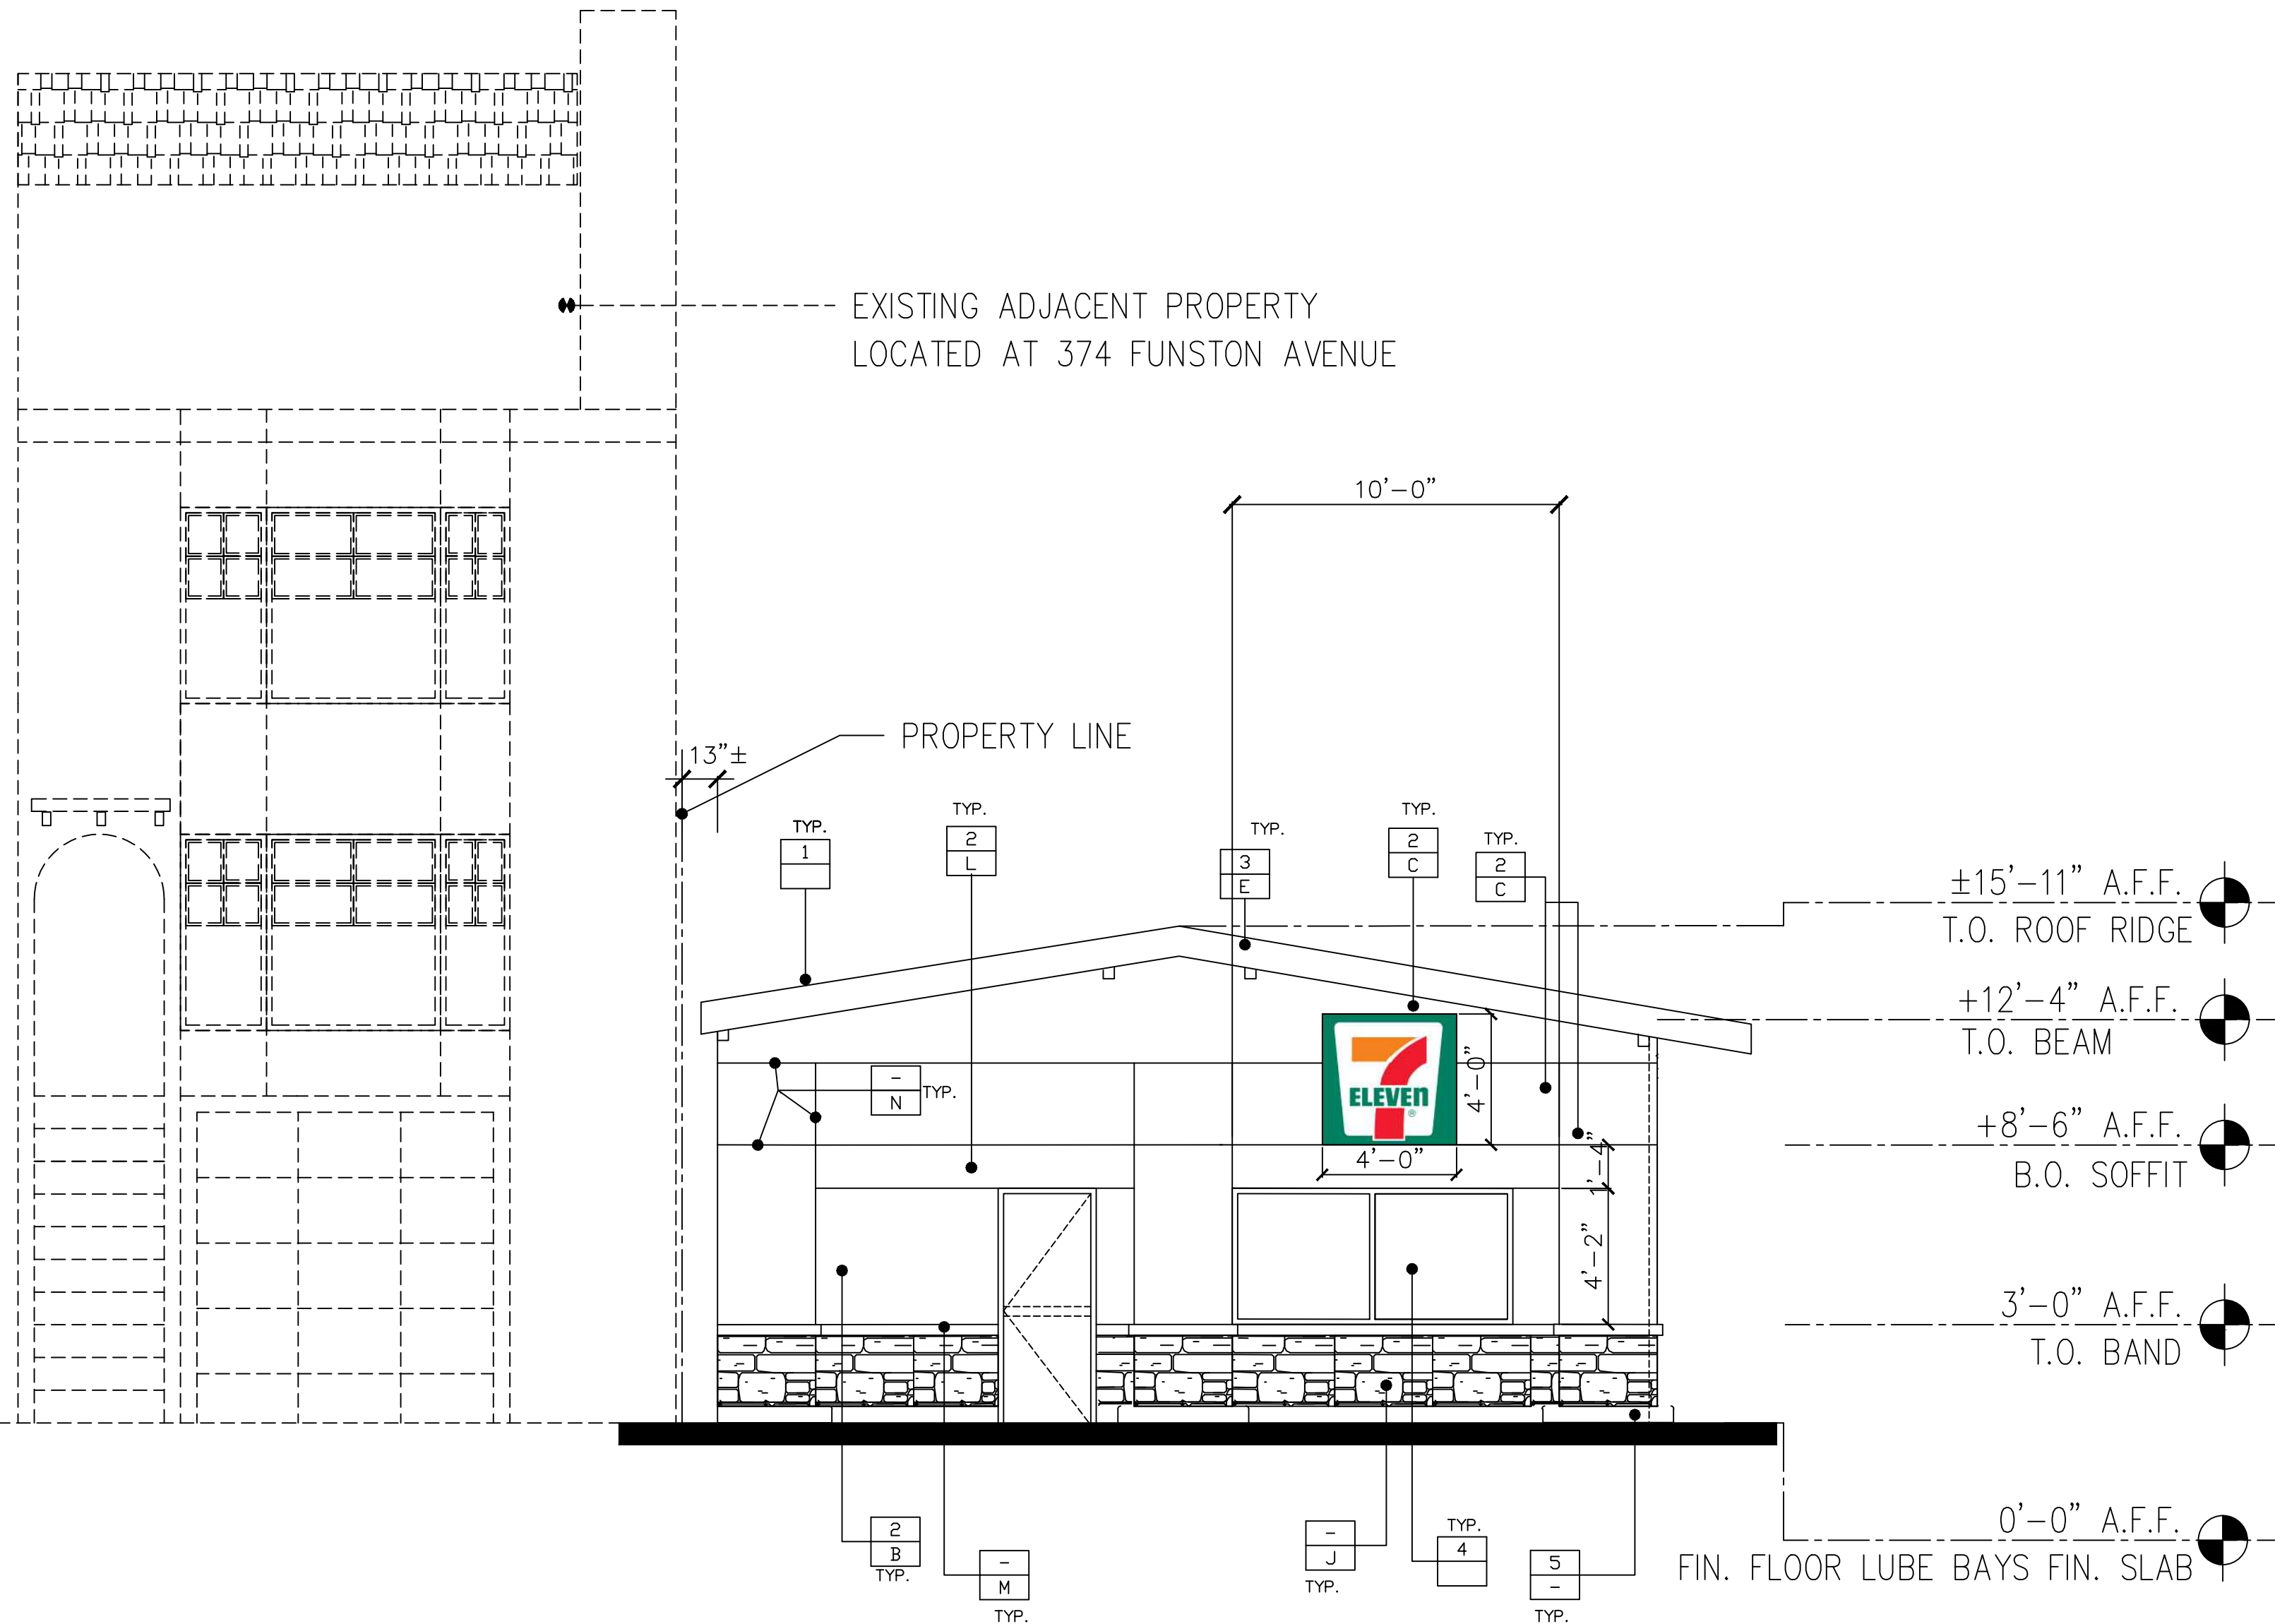 EXISTING ADJACENT PROPERTY
LOCATED AT 374 FUNSTON AVENUE
10'-0"
PROPERTY LINE
13"±
TYP.
1
TYP.
2
L
TYP.
3
E
TYP.
2
C
TYP.
2
C
±15'-11" A.F.F.
T.O. ROOF RIDGE
+12'-4" A.F.F.
T.O. BEAM
-
N
TYP.
7
ELEVEn
®
4'-0"
4'-0"
+8'-6" A.F.F.
B.O. SOFFIT
1'-4"
4'-2"
3'-0" A.F.F.
T.O. BAND
0'-0" A.F.F.
FIN. FLOOR LUBE BAYS FIN. SLAB
2
B
TYP.
-
M
TYP.
-
J
TYP.
TYP.
4
5
-
TYP.